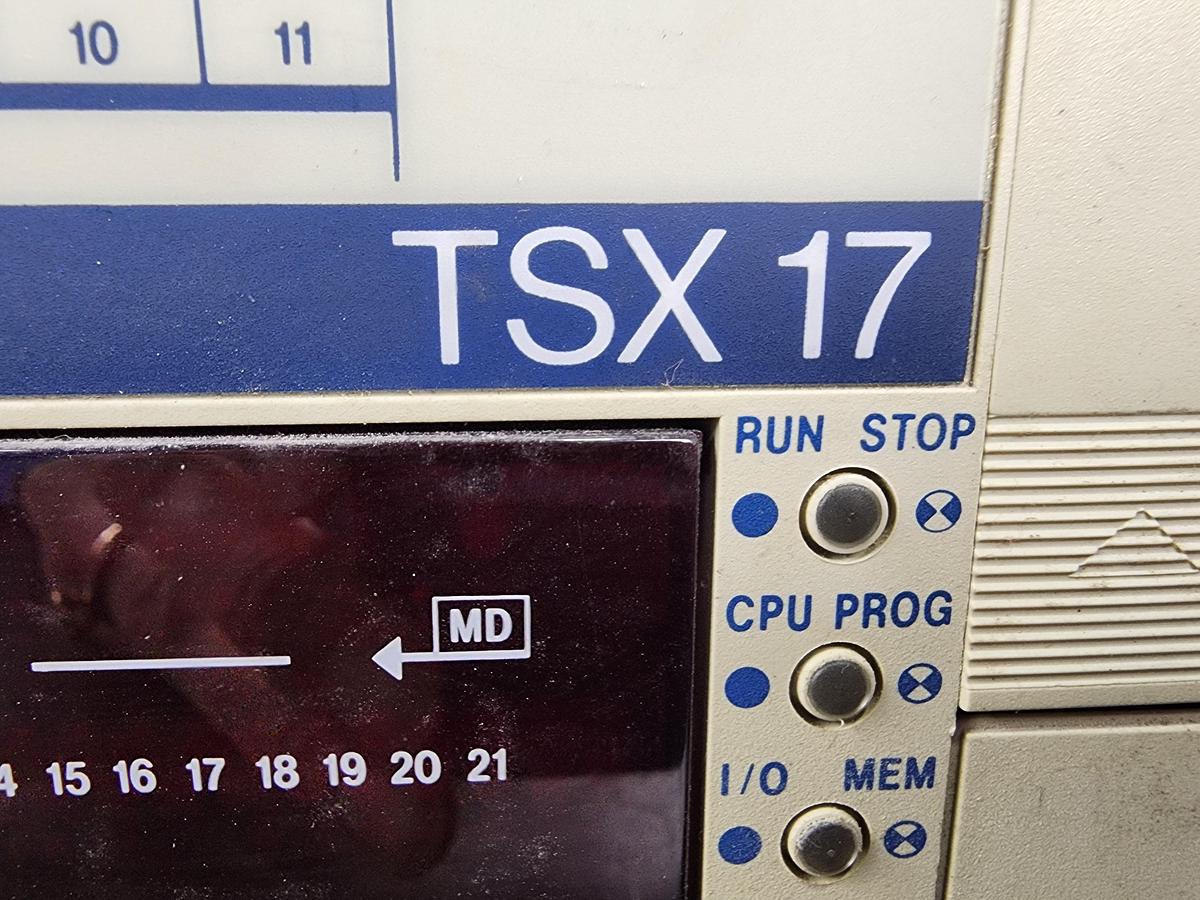 10 11
TSX 17
RUN STOP
CPU PROG
MD
I/O MEM
4 15 16 17 18 19 20 21